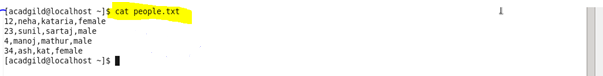 [acadgild@localhost ~]$ cat people.txt
12,neha,kataria,female
23,sunil,sartaj,male
4,manoj,mathur,male
34,ash,kat,female
[acadgild@localhost ~]$